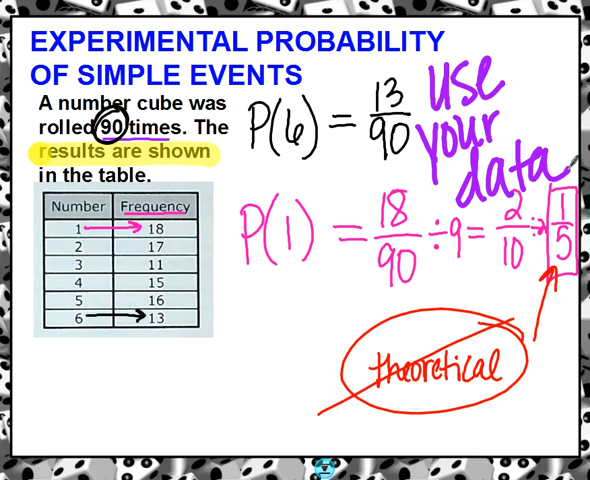 EXPERIMENTAL PROBABILITY
OF SIMPLE EVENTS
A number cube was
rolled 90 times. The
results are shown
in the table.
Number Frequency
1 18
2 17
3 11
4 15
5 16
6 13
P(6) = 13/90
use
your
data
P(1) = 18/90 ÷ 9 = 2/10 = 1/5
theoretical